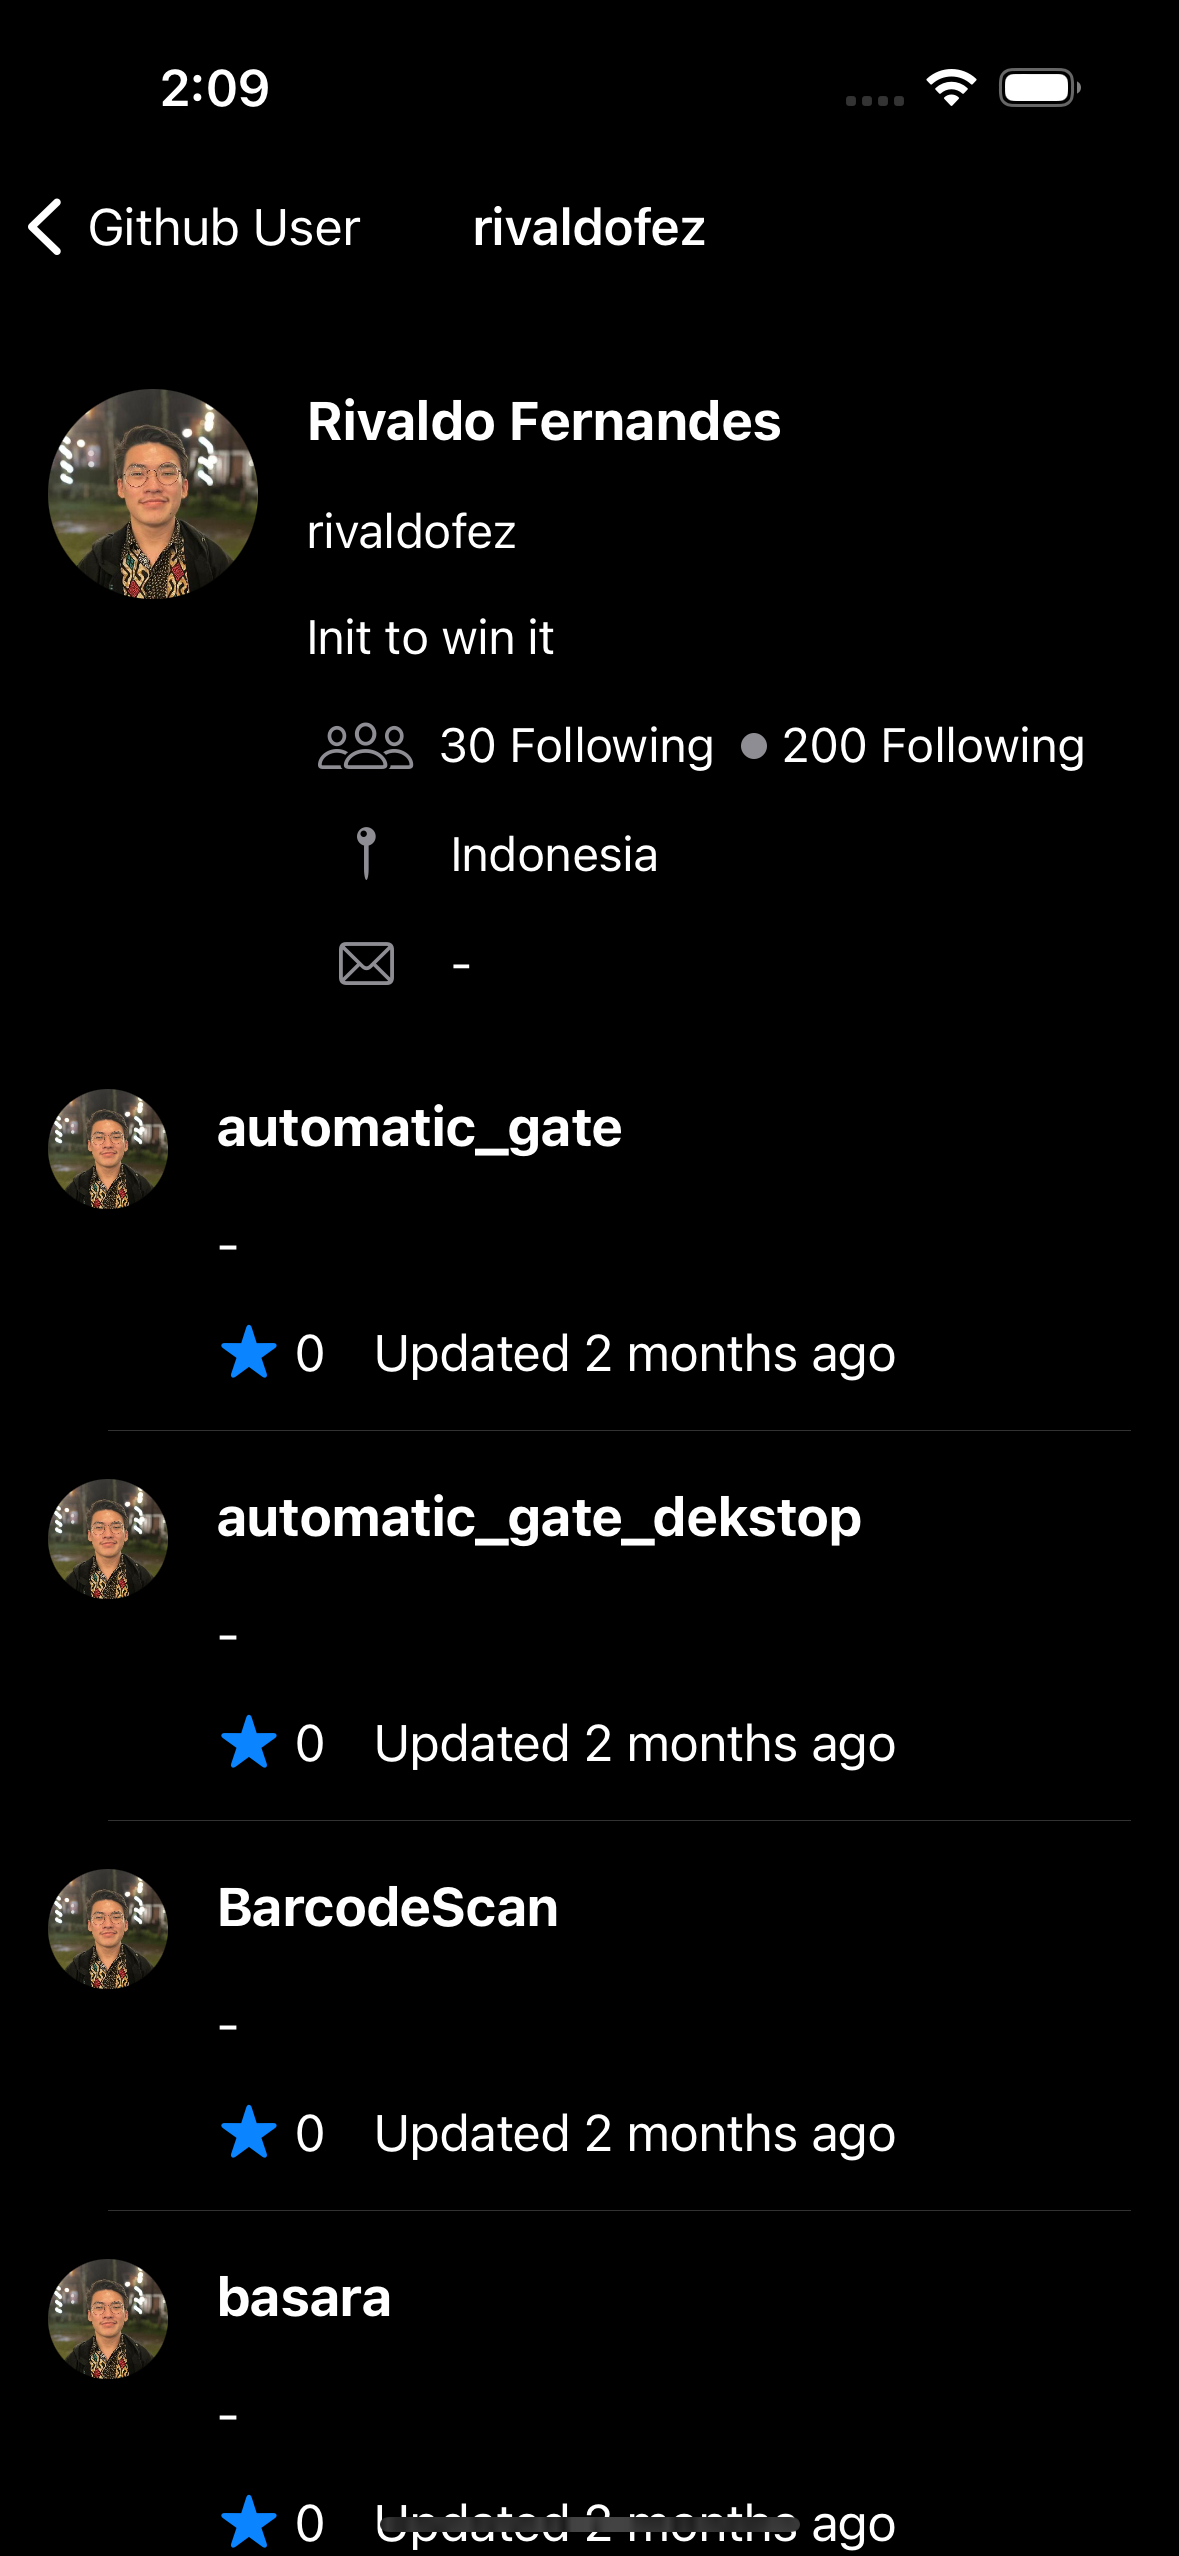 2:09
Github User rivaldofez
Rivaldo Fernandes
rivaldofez
Init to win it
30 Following 200 Following
Indonesia
-
automatic_gate
-
0 Updated 2 months ago
automatic_gate_dekstop
-
0 Updated 2 months ago
BarcodeScan
-
0 Updated 2 months ago
basara
-
0 Updated 2 months ago